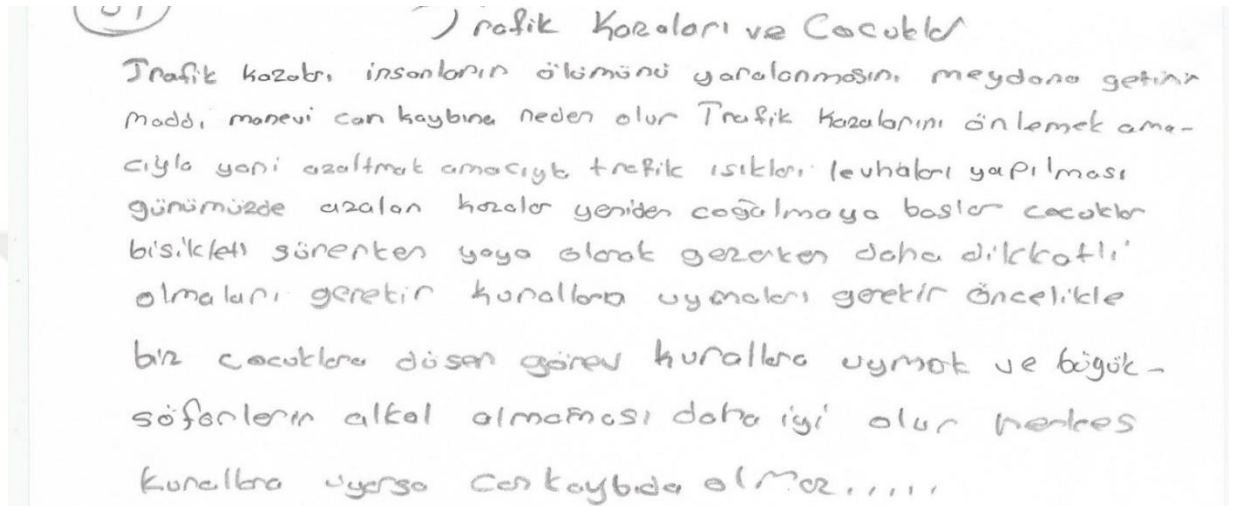 Trafik Kazaları ve Çocuklar
Trafik kazaları insanların ölümünü yaralanmasını meydana getirir
maddi manevi can kaybına neden olur Trafik Kazalarını önlemek ama-
cıyla yani azaltmak amacıyla trafik ısıkları levhaları yapılması
günümüzde azalan kazalar yeniden coğalmaya baslar cocuklar
bisikleti sürerken yaya olarak gezerken daha dikkatli
olmaları gerekir kurallara uymaları gerekir öncelikle
biz cocuklara düsen görev kurallara uymak ve büyük-
söförlerin alkol almaması daha iyi olur herkes
kurallara uyarsa can kaybıda olmaz.....